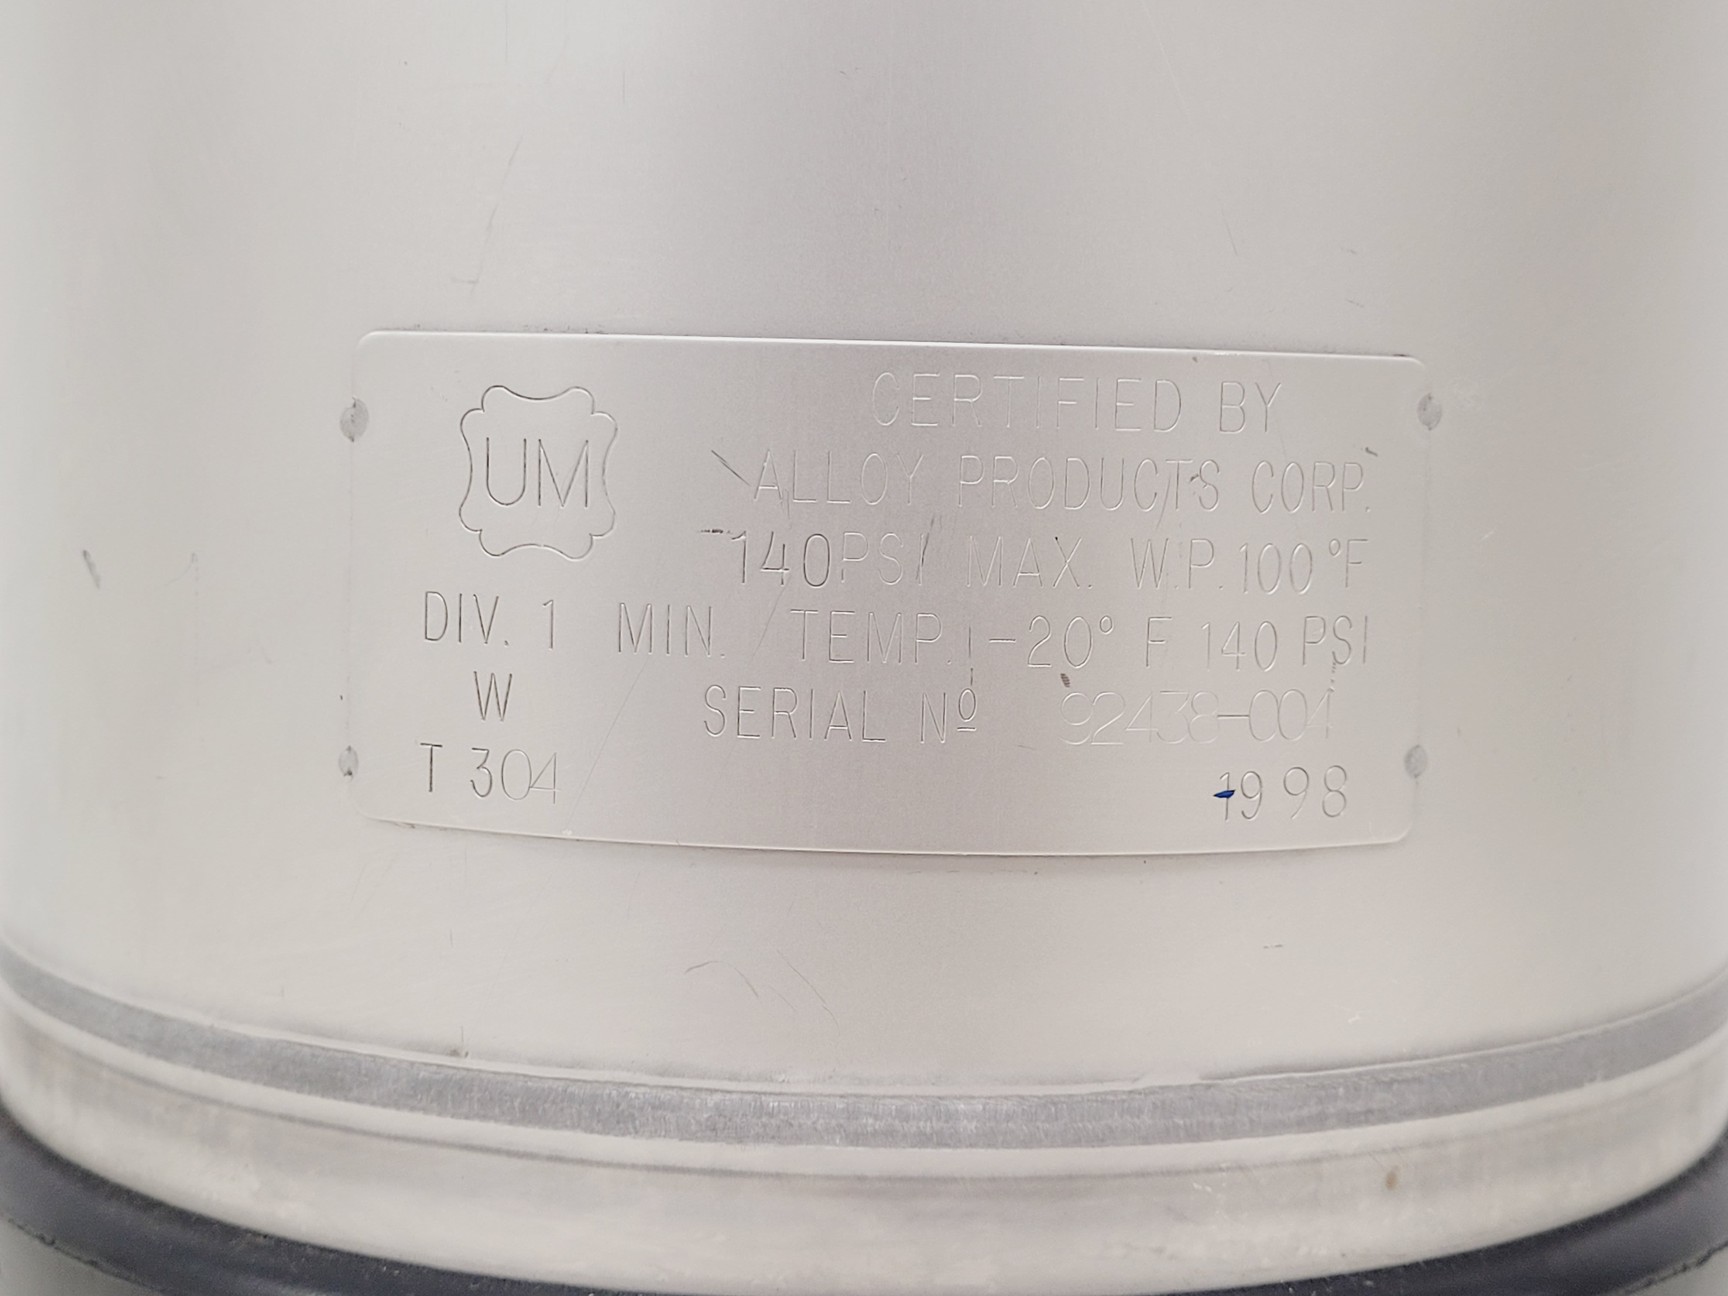 UM
CERTIFIED BY
ALLOY PRODUCTS CORP.
140PSI MAX. W.P. 100°F
DIV. 1 MIN. TEMP. -20° F 140 PSI
W SERIAL Nº 92438-004
T 304 1998